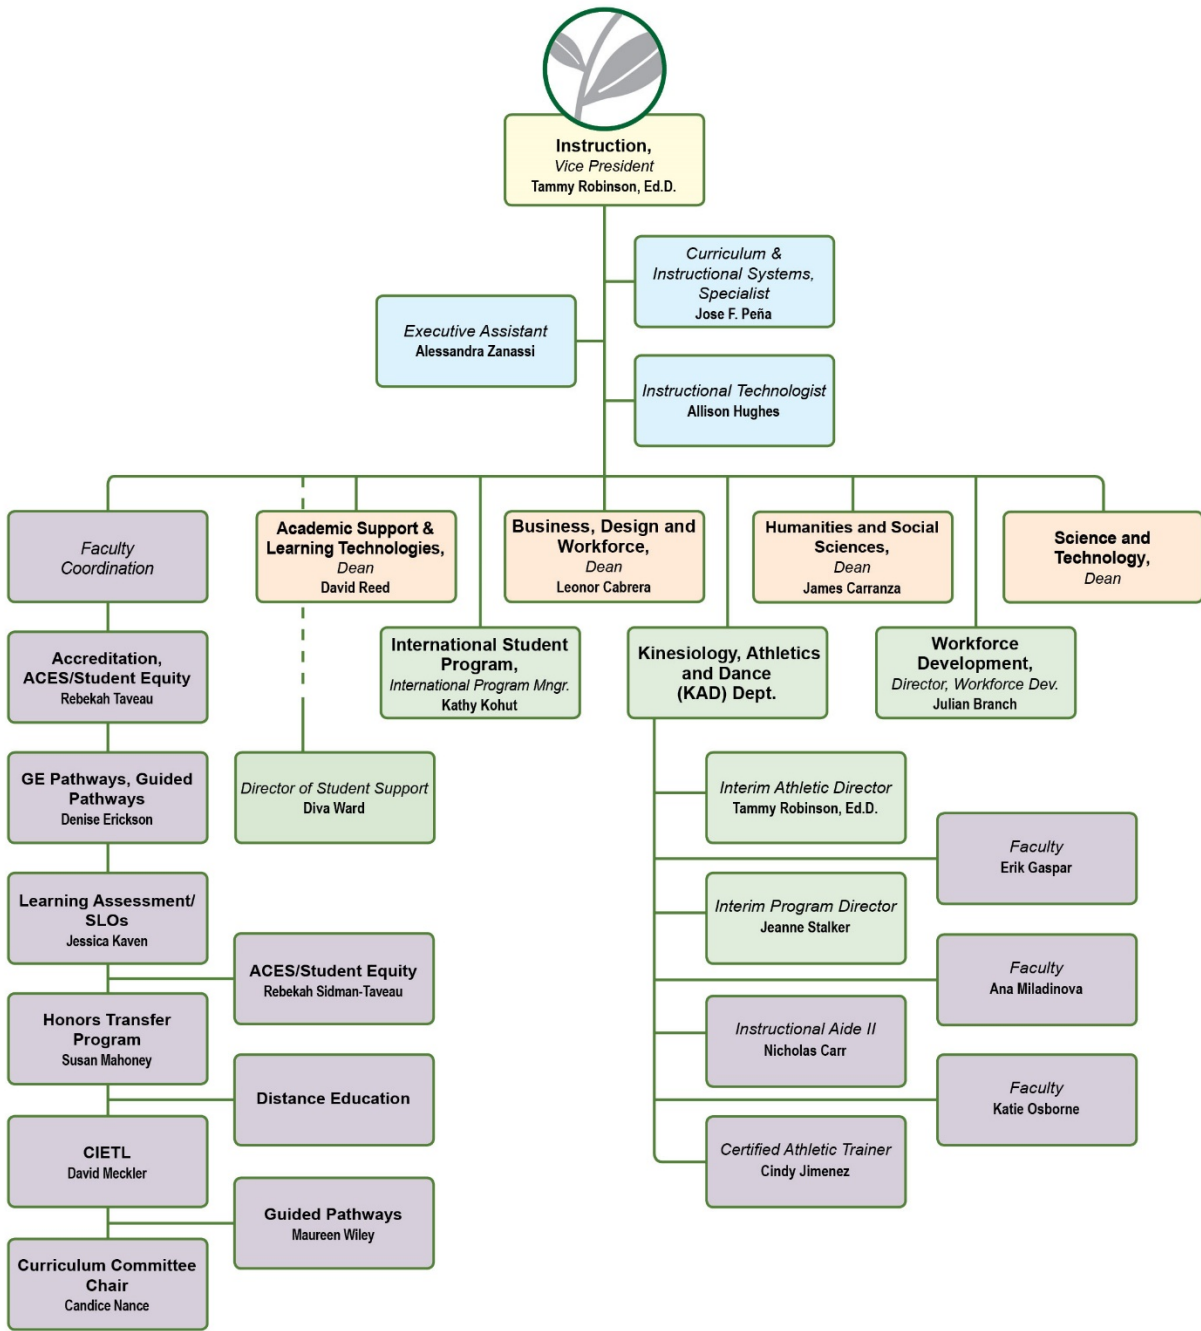 Instruction,
Vice President
Tammy Robinson, Ed.D.
Curriculum &
Instructional Systems,
Specialist
Jose F. Peña
Executive Assistant
Alessandra Zanassi
Instructional Technologist
Allison Hughes
Faculty
Coordination
Academic Support &
Learning Technologies,
Dean
David Reed
Business, Design and
Workforce,
Dean
Leonor Cabrera
Humanities and Social
Sciences,
Dean
James Carranza
Science and
Technology,
Dean
Accreditation,
ACES/Student Equity
Rebekah Taveau
International Student
Program,
International Program Mngr.
Kathy Kohut
Kinesiology, Athletics
and Dance
(KAD) Dept.
Workforce
Development,
Director, Workforce Dev.
Julian Branch
GE Pathways, Guided
Pathways
Denise Erickson
Director of Student Support
Diva Ward
Interim Athletic Director
Tammy Robinson, Ed.D.
Faculty
Erik Gaspar
Learning Assessment/
SLOs
Jessica Kaven
Interim Program Director
Jeanne Stalker
ACES/Student Equity
Rebekah Sidman-Taveau
Faculty
Ana Miladinova
Honors Transfer
Program
Susan Mahoney
Instructional Aide II
Nicholas Carr
Distance Education
Faculty
Katie Osborne
CIETL
David Meckler
Certified Athletic Trainer
Cindy Jimenez
Guided Pathways
Maureen Wiley
Curriculum Committee
Chair
Candice Nance